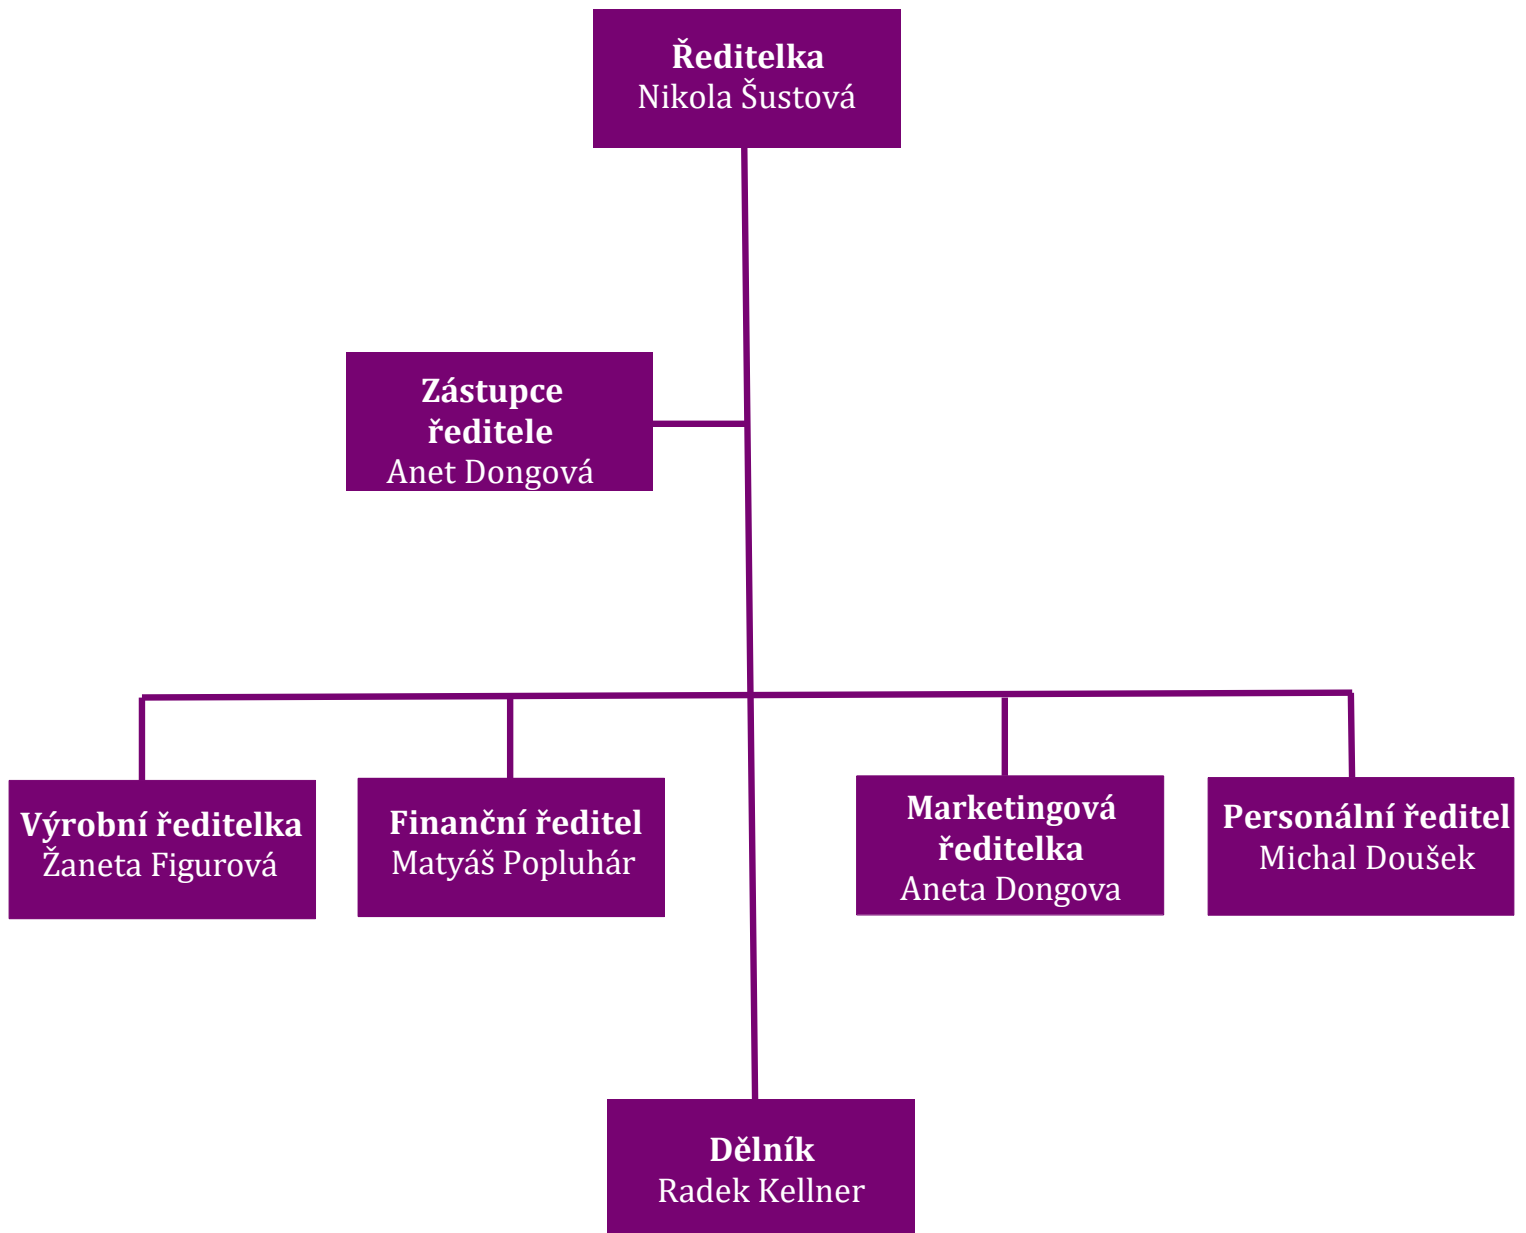 Ředitelka
Nikola Šustová
Zástupce
ředitele
Anet Dongová
Výrobní ředitelka
Žaneta Figurová
Finanční ředitel
Matyáš Popluhár
Marketingová
ředitelka
Aneta Dongova
Personální ředitel
Michal Doušek
Dělník
Radek Kellner